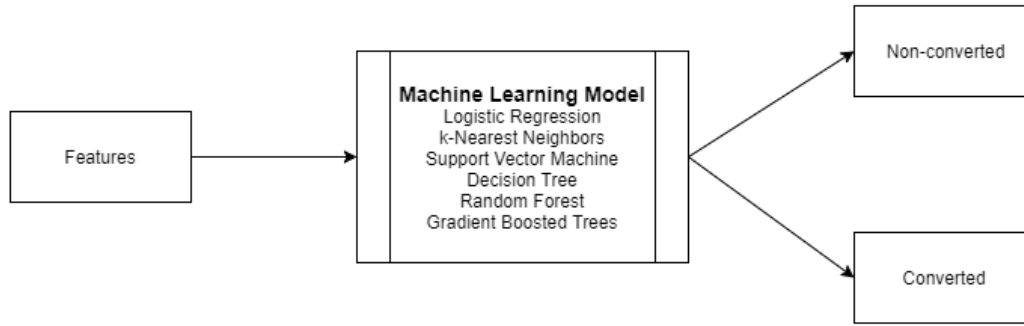 Features
Machine Learning Model
Logistic Regression
k-Nearest Neighbors
Support Vector Machine
Decision Tree
Random Forest
Gradient Boosted Trees
Non-converted
Converted